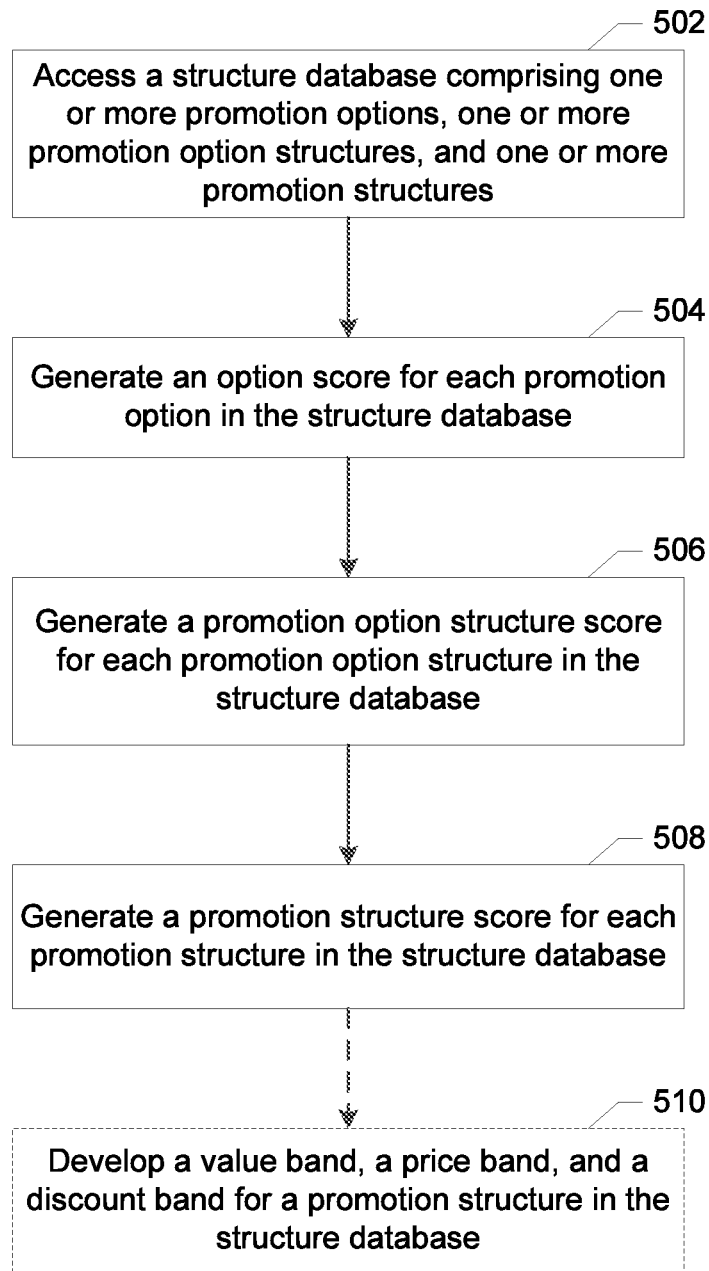 502
Access a structure database comprising one
or more promotion options, one or more
promotion option structures, and one or more
promotion structures
504
Generate an option score for each promotion
option in the structure database
506
Generate a promotion option structure score
for each promotion option structure in the
structure database
508
Generate a promotion structure score for each
promotion structure in the structure database
510
Develop a value band, a price band, and a
discount band for a promotion structure in the
structure database